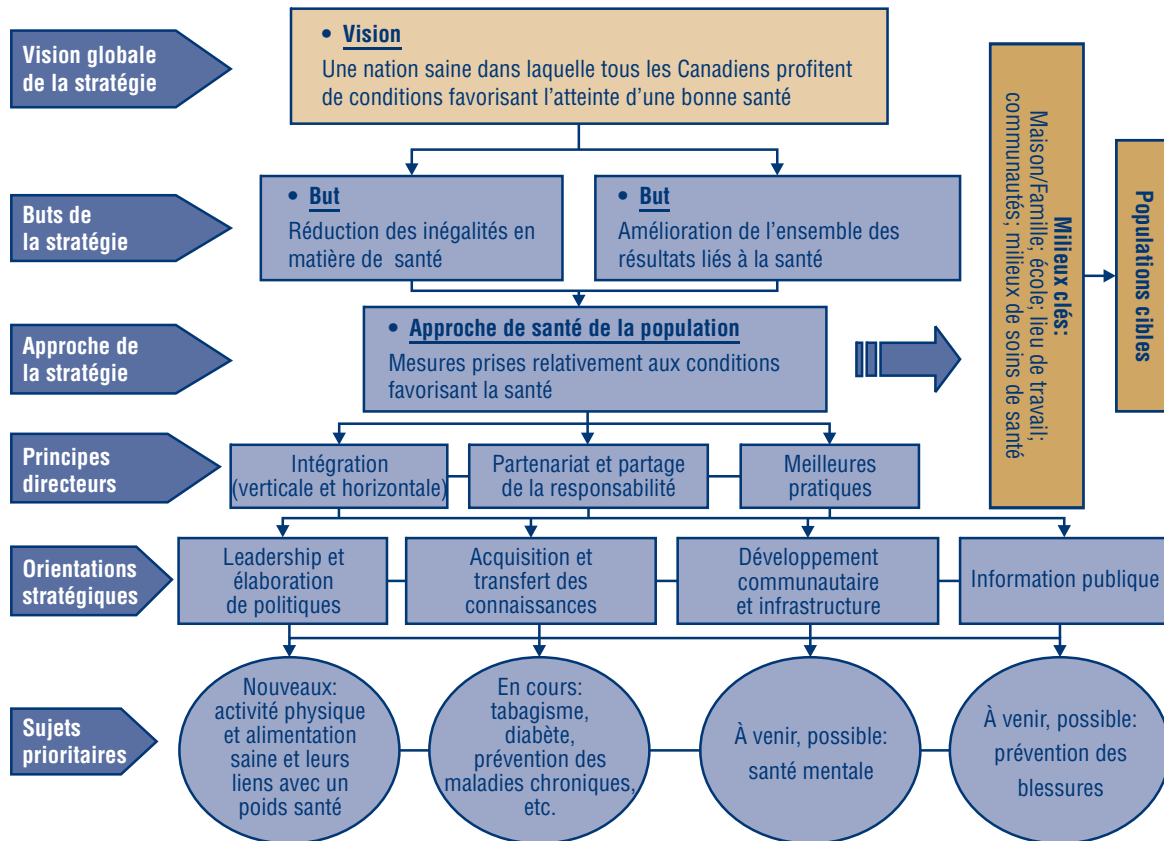 Vision globale
de la stratégie
• Vision
Une nation saine dans laquelle tous les Canadiens profitent
de conditions favorisant l'atteinte d'une bonne santé
Buts de
la stratégie
• But
Réduction des inégalités en
matière de santé
• But
Amélioration de l'ensemble des
résultats liés à la santé
Approche de
la stratégie
• Approche de santé de la population
Mesures prises relativement aux conditions
favorisant la santé
Milieux clés:
Maison/Famille; école; lieu de travail;
communautés; milieux de soins de santé
Populations cibles
Principes
directeurs
Intégration
(verticale et horizontale)
Partenariat et partage
de la responsabilité
Meilleures
pratiques
Orientations
stratégiques
Leadership et
élaboration
de politiques
Acquisition et
transfert des
connaissances
Développement
communautaire
et infrastructure
Information publique
Sujets
prioritaires
Nouveaux:
activité physique
et alimentation
saine et leurs
liens avec un
poids santé
En cours:
tabagisme,
diabète,
prévention des
maladies chroniques,
etc.
À venir, possible:
santé mentale
À venir, possible:
prévention des
blessures